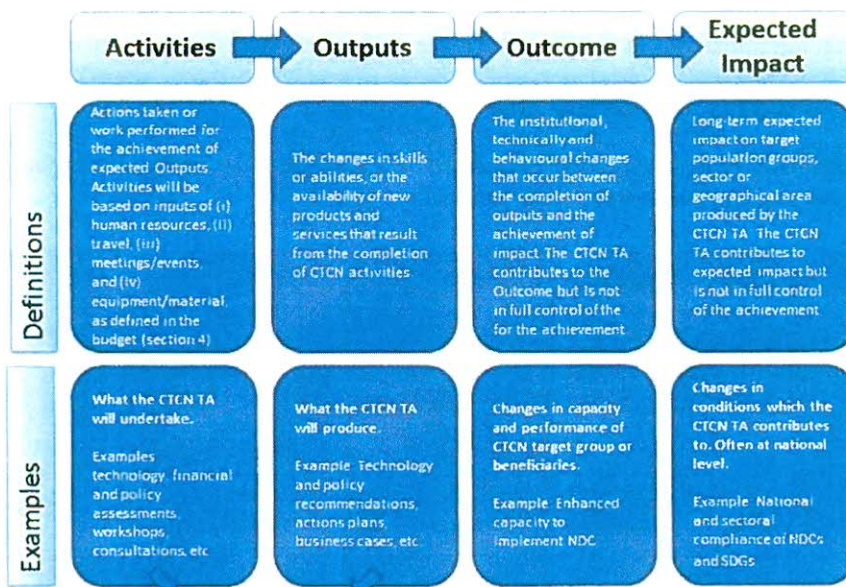 Activities
Outputs
Outcome
Expected
Impact
Definitions
Actions taken or
work performed for
the achievement of
expected Outputs.
Activities will be
based on inputs of (i)
human resources, (ii)
travel, (iii)
meetings/events,
and (iv)
equipment/material,
as defined in the
budget (section 4)
The changes in skills
or abilities, or the
availability of new
products and
services that result
from the completion
of CTCN activities
The institutional,
technically and
behavioural changes
that occur between
the completion of
outputs and the
achievement of
impact. The CTCN TA
contributes to the
Outcome but is not
in full control of the
for the achievement
Long-term expected
impact on target
population groups,
sector or
geographical area
produced by the
CTCN TA. The CTCN
TA contributes to
expected impact but
is not in full control
of the achievement
Examples
What the CTCN TA
will undertake.
Examples
technology, financial
and policy
assessments,
workshops,
consultations, etc
What the CTCN TA
will produce.
Example: Technology
and policy
recommendations,
actions plans,
business cases, etc
Changes in capacity
and performance of
CTCN target group or
beneficiaries.
Example: Enhanced
capacity to
implement NDC
Changes in
conditions which the
CTCN TA contributes
to. Often at national
level.
Example: National
and sectoral
compliance of NDCs
and SDGs